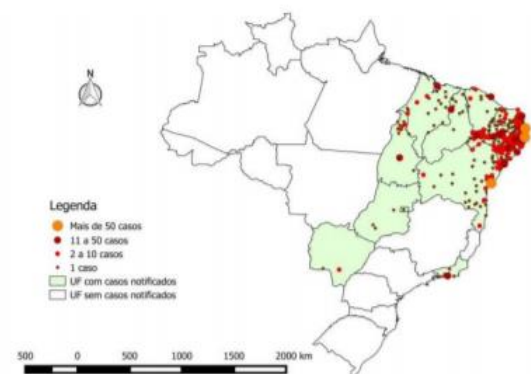 N
Legenda
Mais de 50 casos
11 a 50 casos
2 a 10 casos
1 caso
UF com casos notificados
UF sem casos notificados
500 0 500 1000 1500 2000 km